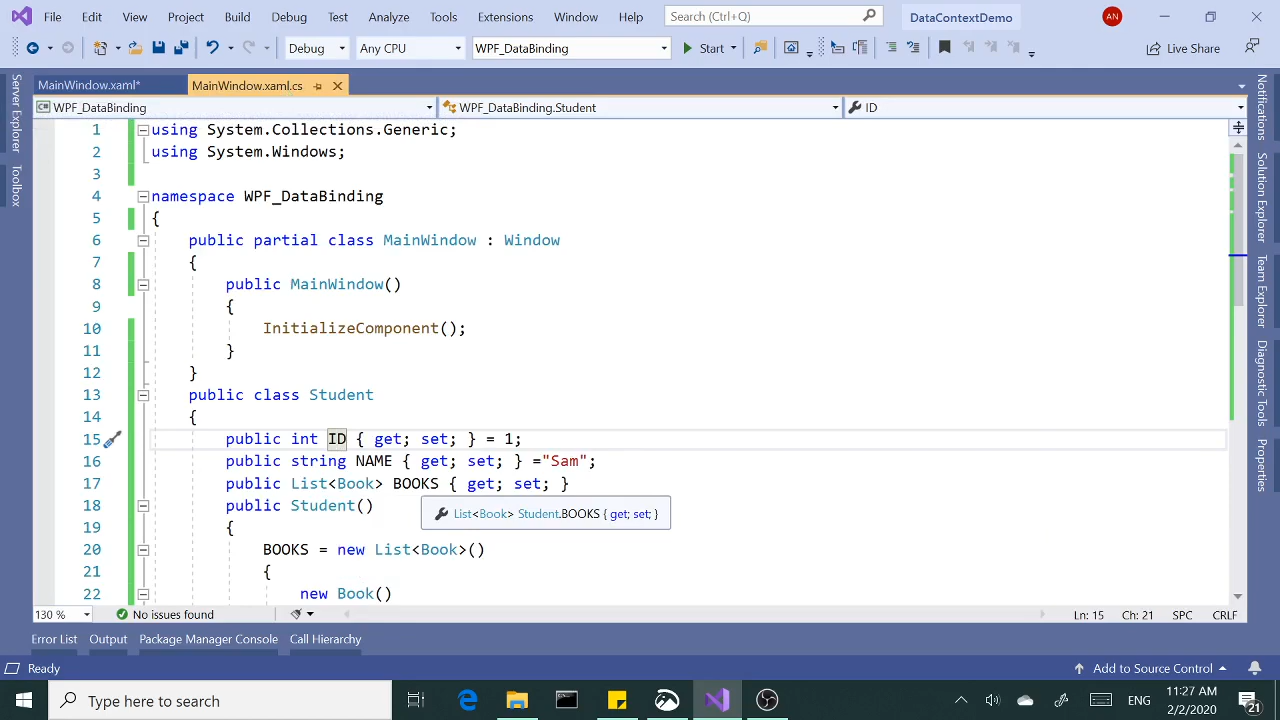 File Edit View Project Build Debug Test Analyze Tools Extensions Window Help Search (Ctrl+Q) DataContextDemo AN
Debug Any CPU WPF_DataBinding Start Live Share
MainWindow.xaml* MainWindow.xaml.cs
WPF_DataBinding WPF_DataBinding.Student ID
Server Explorer
Toolbox
1 using System.Collections.Generic;
2 using System.Windows;
3
4 namespace WPF_DataBinding
5 {
6 public partial class MainWindow : Window
7 {
8 public MainWindow()
9 {
10 InitializeComponent();
11 }
12 }
13 public class Student
14 {
15 public int ID { get; set; } = 1;
16 public string NAME { get; set; } ="Sam";
17 public List<Book> BOOKS { get; set; }
18 public Student()
List<Book> Student.BOOKS { get; set; }
19 {
20 BOOKS = new List<Book>()
21 {
22 new Book()
Notifications
Solution Explorer
Team Explorer
Diagnostic Tools
Properties
130 % No issues found Ln: 15 Ch: 21 SPC CRLF
Error List Output Package Manager Console Call Hierarchy
Ready Add to Source Control
Type here to search ENG 11:27 AM
2/2/2020 21